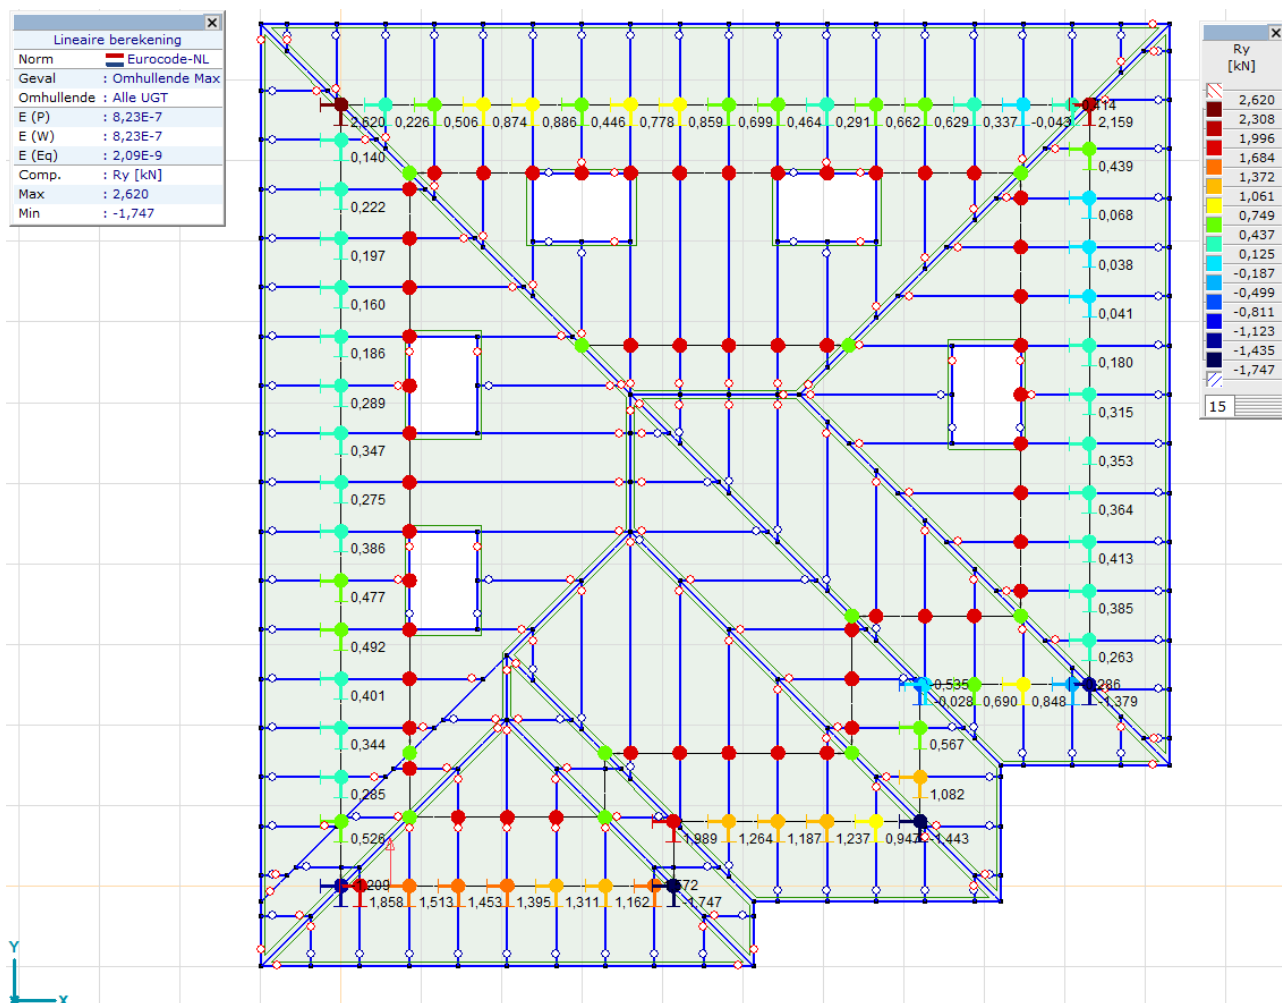 Lineaire berekening
Norm Eurocode-NL
Geval : Omhullende Max
Omhullende : Alle UGT
E (P) : 8,23E-7
E (W) : 8,23E-7
E (Eq) : 2,09E-9
Comp. : Ry [kN]
Max : 2,620
Min : -1,747
Ry
[kN]
2,620
2,308
1,996
1,684
1,372
1,061
0,749
0,437
0,125
-0,187
-0,499
-0,811
-1,123
-1,435
-1,747
15
2,620 0,226 0,506 0,874 0,886 0,446 0,778 0,859 0,699 0,464 0,291 0,662 0,629 0,337 -0,043 2,159
0,140
0,439
0,222
0,068
0,197
0,038
0,160
0,041
0,186
0,180
0,289
0,315
0,347
0,353
0,275
0,364
0,386
0,413
0,477
0,385
0,492
0,263
0,401
0,535
-0,028 0,690 0,848 -1,379
0,344
0,567
0,285
1,082
0,526
1,989 1,264 1,187 1,237 0,947 -1,443
1,858 1,513 1,453 1,395 1,311 1,162 -1,747
Y
X